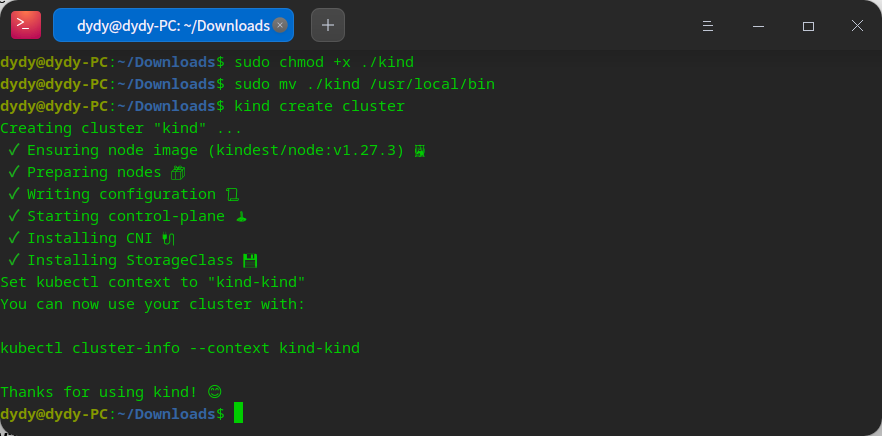 dydy@dydy-PC: ~/Downloads
dydy@dydy-PC:~/Downloads$ sudo chmod +x ./kind
dydy@dydy-PC:~/Downloads$ sudo mv ./kind /usr/local/bin
dydy@dydy-PC:~/Downloads$ kind create cluster
Creating cluster "kind" ...
✓ Ensuring node image (kindest/node:v1.27.3) 🖼
✓ Preparing nodes 📦
✓ Writing configuration 📜
✓ Starting control-plane 🕹
✓ Installing CNI 🔌
✓ Installing StorageClass 💾
Set kubectl context to "kind-kind"
You can now use your cluster with:
kubectl cluster-info --context kind-kind
Thanks for using kind! 😊
dydy@dydy-PC:~/Downloads$